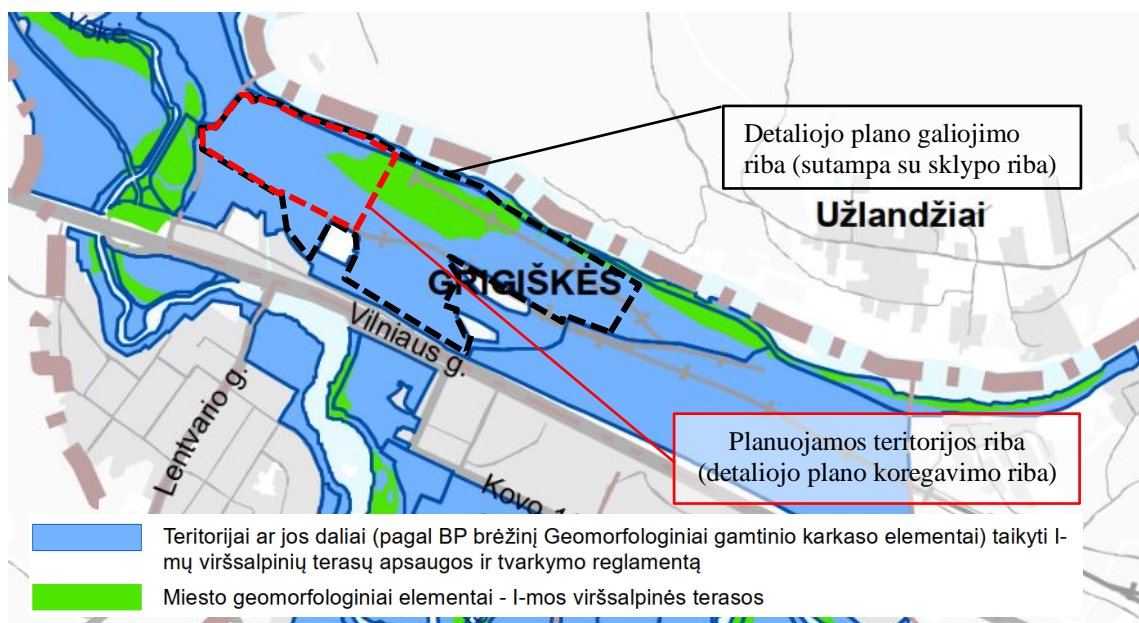 Vokė
Detaliojo plano galiojimo
riba (sutampa su sklypo riba)
Užlandžiai
GRIGIŠKĖS
Vilniaus g.
Lentvario g.
Planuojamos teritorijos riba
(detaliojo plano koregavimo riba)
Kovo
Teritorijai ar jos daliai (pagal BP brėžinį Geomorfologiniai gamtinio karkaso elementai) taikyti I-
mų viršsalpinių terasų apsaugos ir tvarkymo reglamentą
Miesto geomorfologiniai elementai - I-mos viršsalpinės terasos